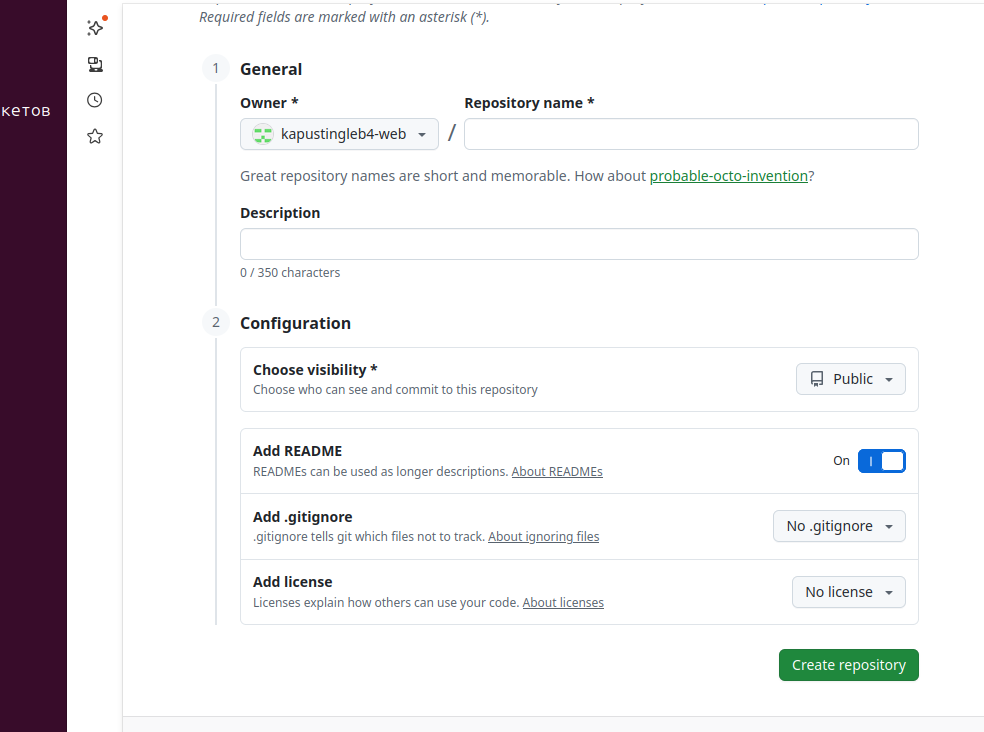 Required fields are marked with an asterisk (*).
кетов
1 General
Owner * Repository name *
kapustingleb4-web /
Great repository names are short and memorable. How about probable-octo-invention?
Description
0 / 350 characters
2 Configuration
Choose visibility *
Choose who can see and commit to this repository
Public
Add README
READMEs can be used as longer descriptions. About READMEs
On
Add .gitignore
.gitignore tells git which files not to track. About ignoring files
No .gitignore
Add license
Licenses explain how others can use your code. About licenses
No license
Create repository